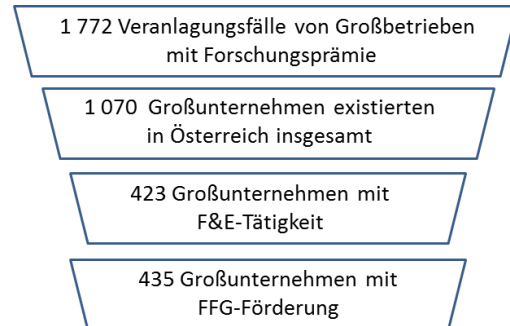 1 772 Veranlagungsfälle von Großbetrieben
mit Forschungsprämie
1 070 Großunternehmen existierten
in Österreich insgesamt
423 Großunternehmen mit
F&E-Tätigkeit
435 Großunternehmen mit
FFG-Förderung